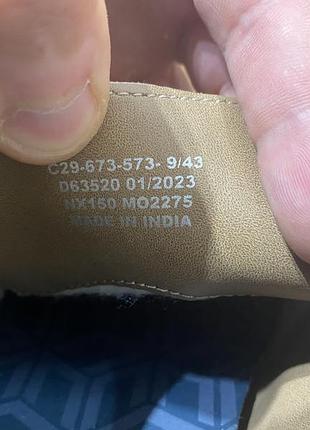 C29-673-573- 9/43
D63520 01/2023
NX150 MO2275
MADE IN INDIA